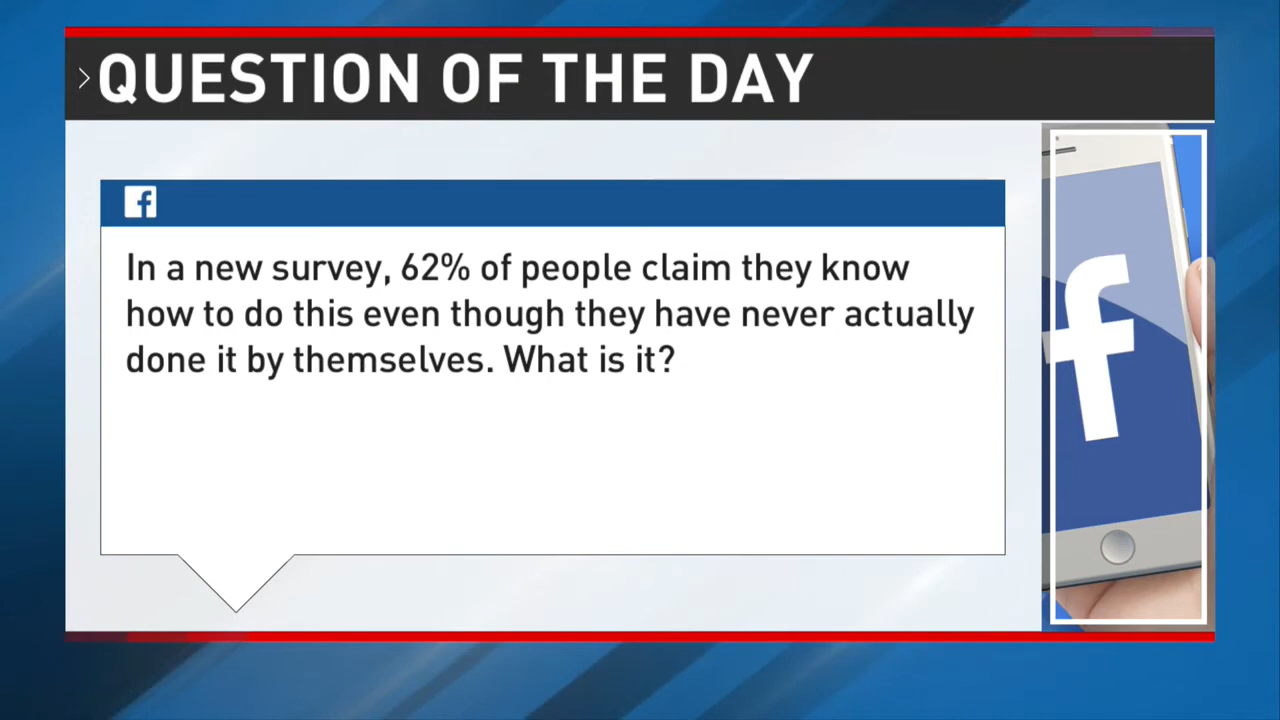 QUESTION OF THE DAY
In a new survey, 62% of people claim they know
how to do this even though they have never actually
done it by themselves. What is it?